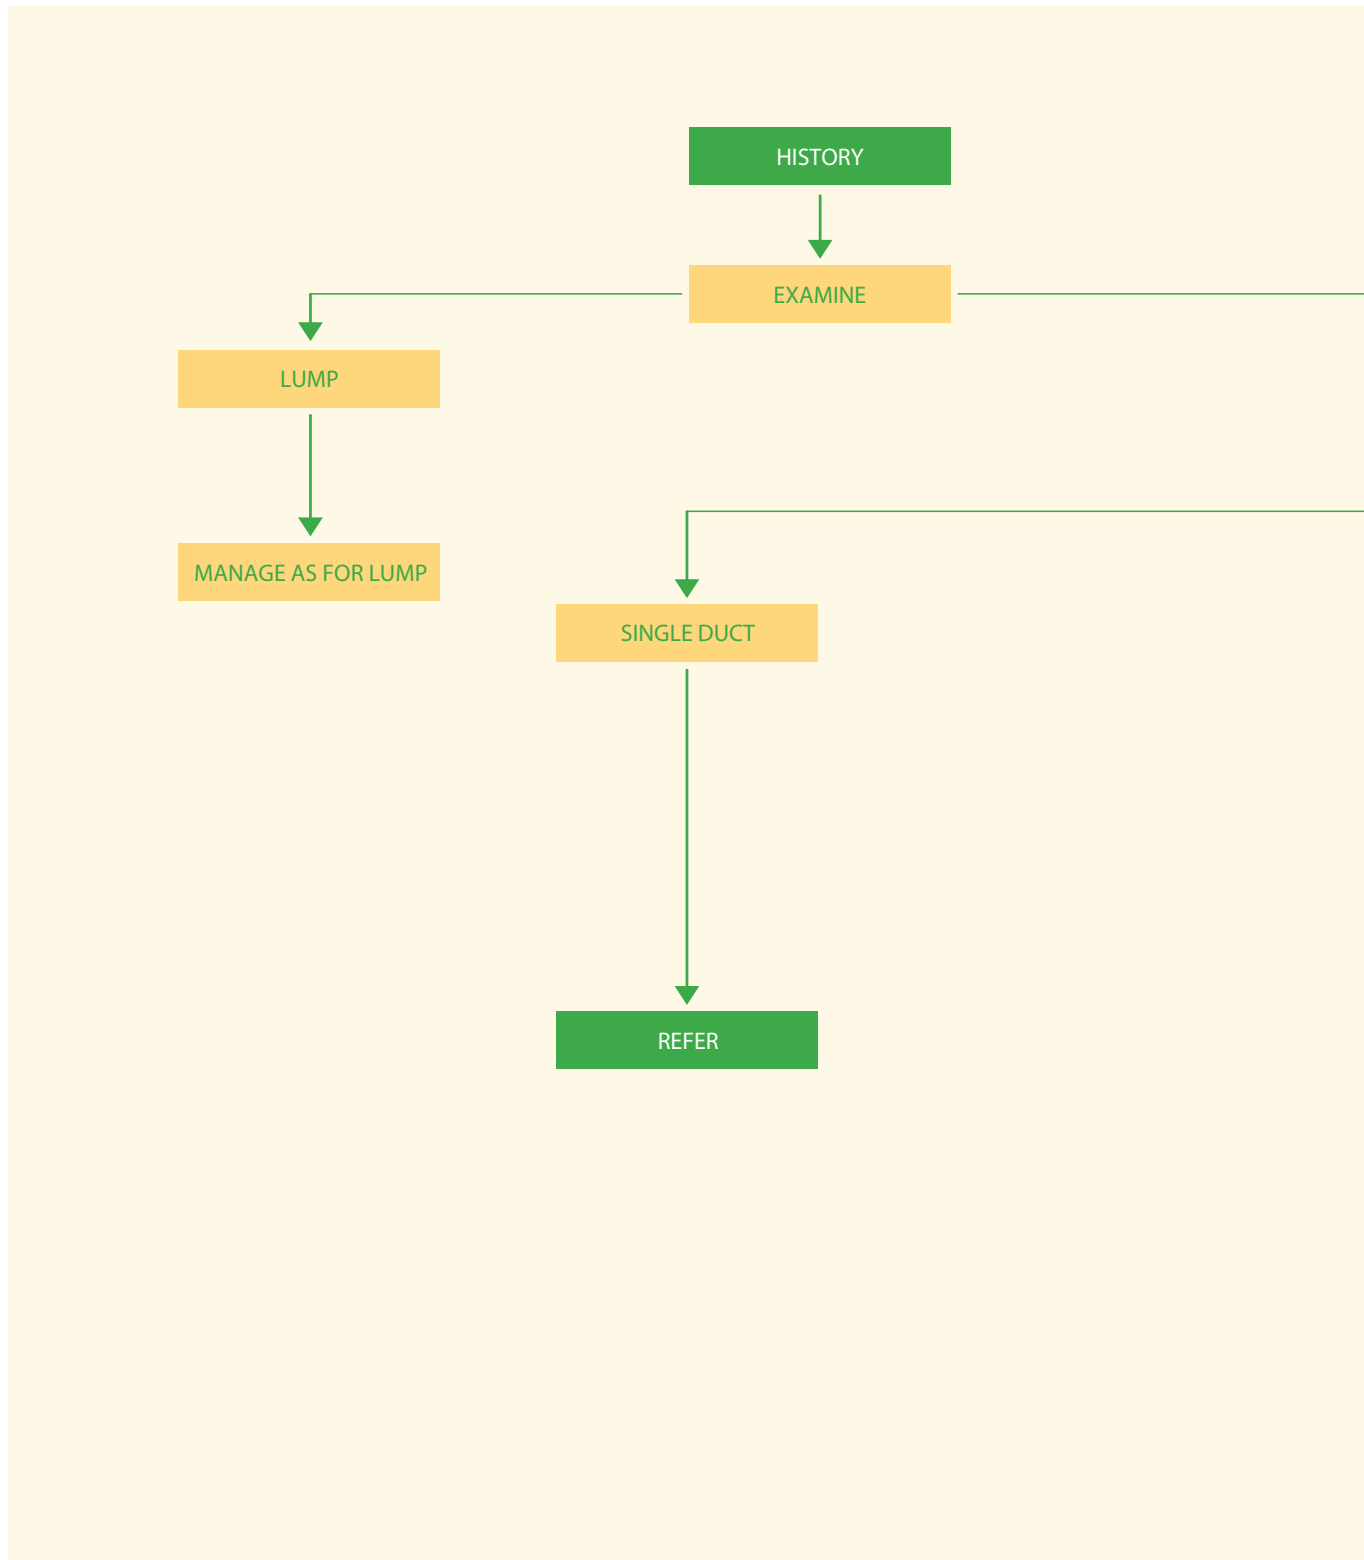 HISTORY
EXAMINE
LUMP
MANAGE AS FOR LUMP
SINGLE DUCT
REFER